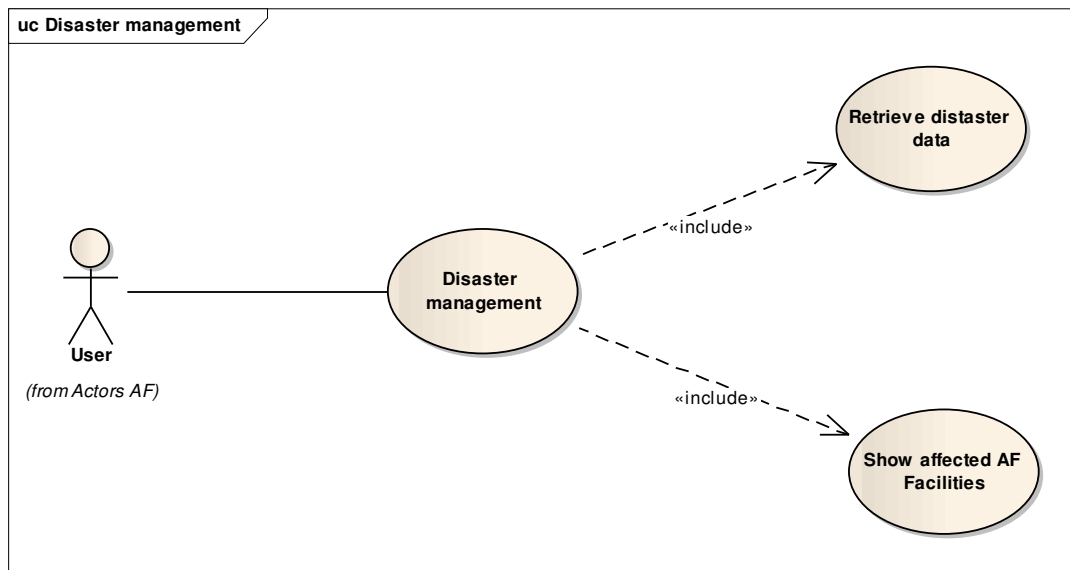 uc Disaster management
Retrieve distaster
data
«include»
Disaster
management
User
(from Actors AF)
«include»
Show affected AF
Facilities